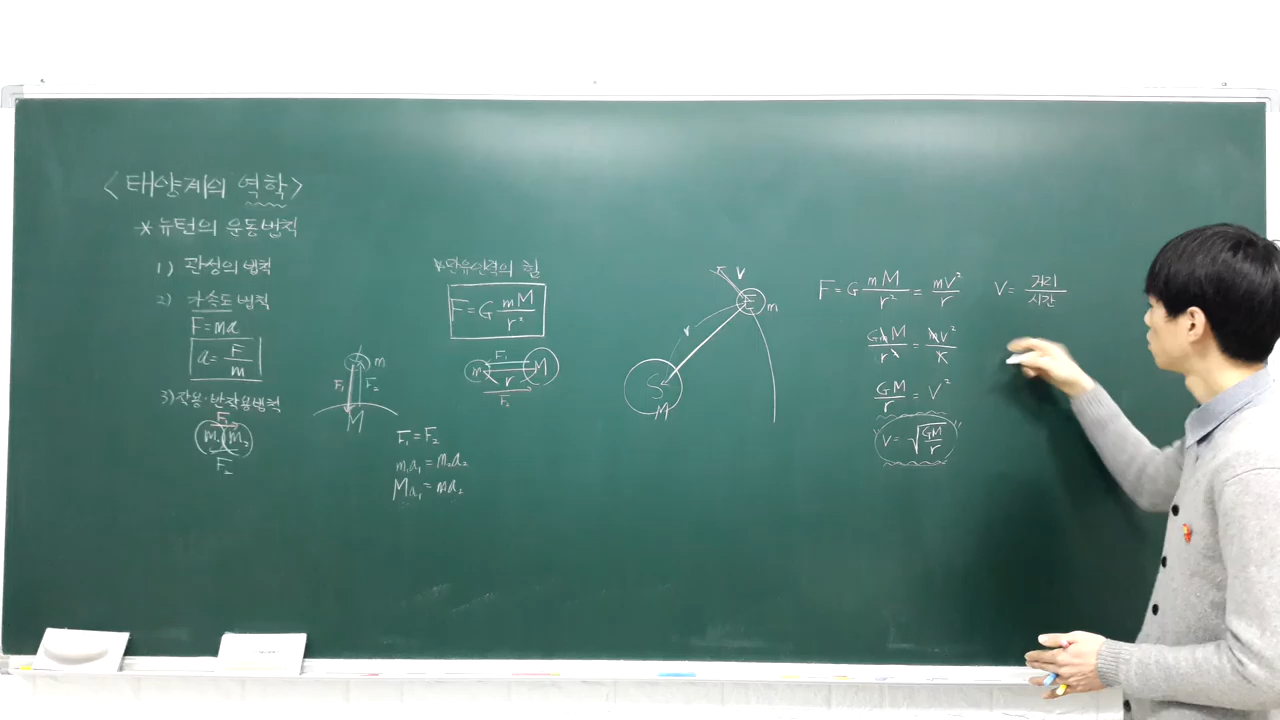 <태양계의 역학>
* 뉴턴의 운동법칙
1) 관성의 법칙
2) 가속도 법칙
F=ma
a= F/m
3) 작용·반작용법칙
F₁
m₁ m₂
F₂
m
F₁ F₂
M
F₁=F₂
m₁a₁=m₂a₂
Ma₁=ma₂
*만유인력의 힘
F=G mM/r²
F₁
m r M
F₂
V
E m
r
S
M
F=G mM/r² = mV²/r
GmM/r² = mV²/r
GM/r = V²
V= √GM/r
V= 거리/시간